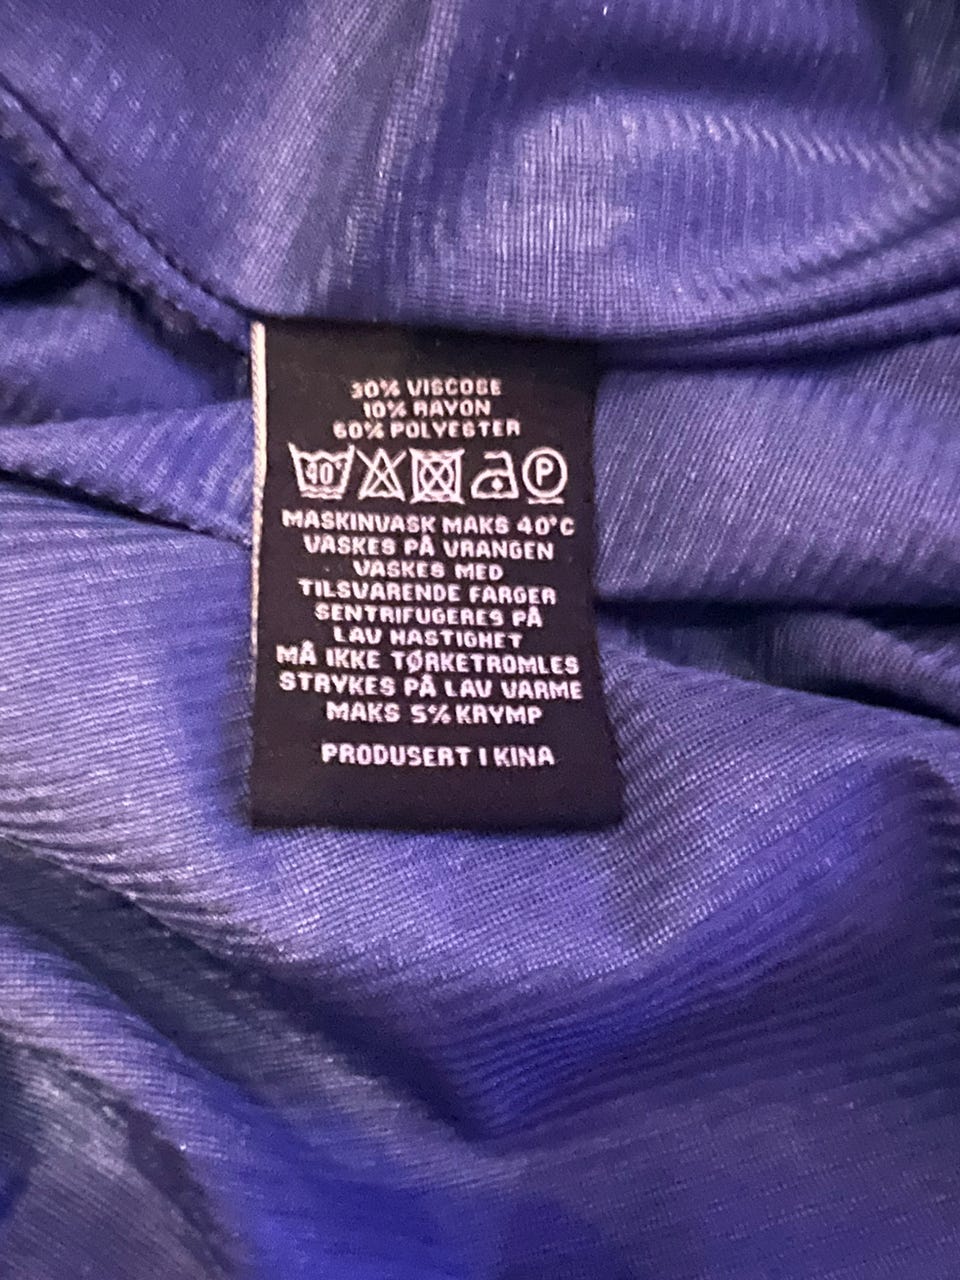 30% VISCOSE
10% RAYON
60% POLYESTER
40° P
MASKINVASK MAKS 40°C
VASKES PÅ VRANGEN
VASKES MED
TILSVARENDE FARGER
SENTRIFUGERES PÅ
LAV HASTIGHET
MÅ IKKE TØRKETROMLES
STRYKES PÅ LAV VARME
MAKS 5% KRYMP
PRODUSERT I KINA